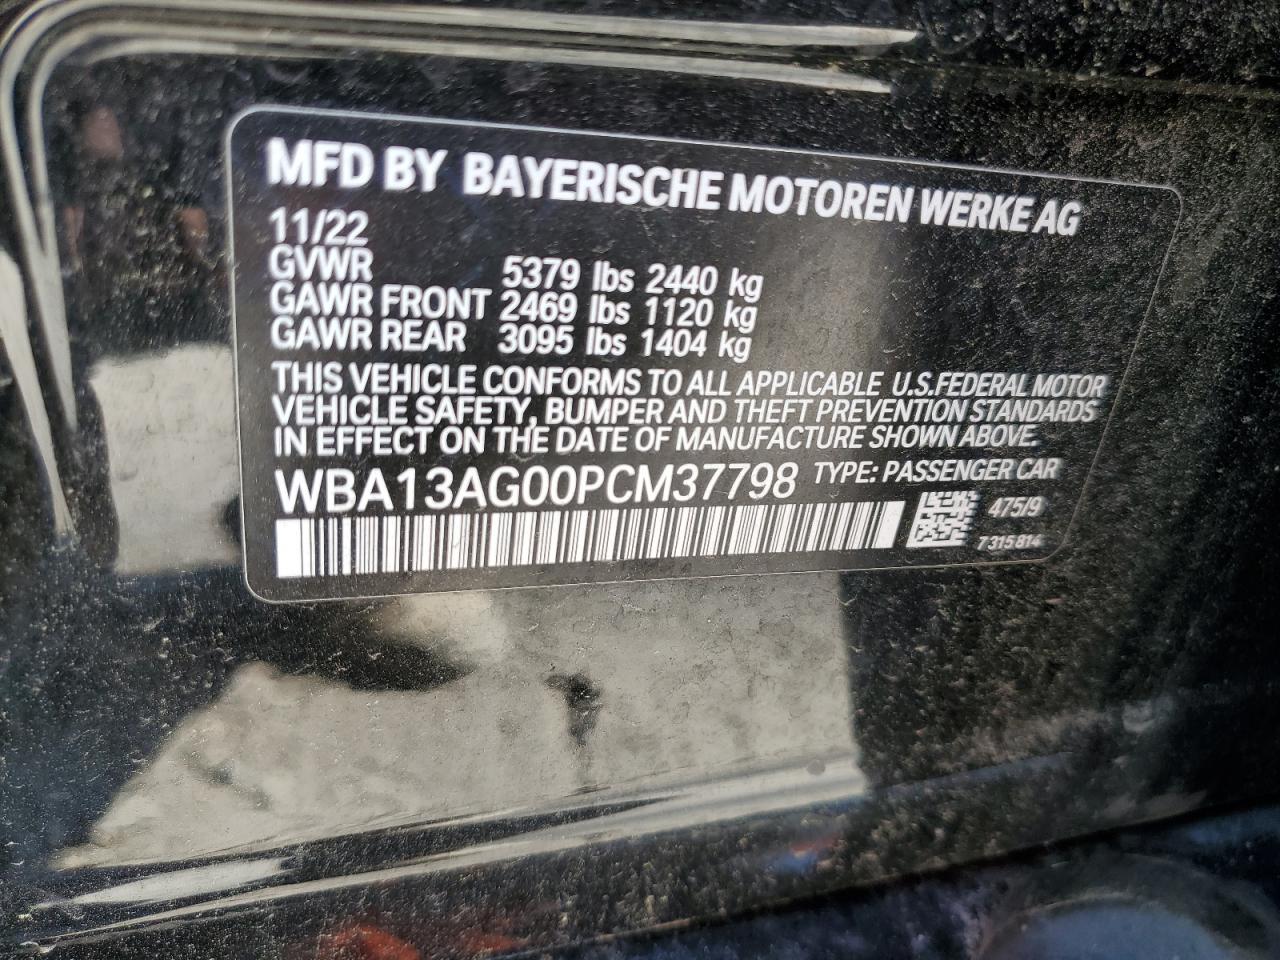 MFD BY BAYERISCHE MOTOREN WERKE AG
11/22
GVWR 5379 lbs 2440 kg
GAWR FRONT 2469 lbs 1120 kg
GAWR REAR 3095 lbs 1404 kg
THIS VEHICLE CONFORMS TO ALL APPLICABLE U.S.FEDERAL MOTOR
VEHICLE SAFETY, BUMPER AND THEFT PREVENTION STANDARDS
IN EFFECT ON THE DATE OF MANUFACTURE SHOWN ABOVE.
WBA13AG00PCM37798 TYPE: PASSENGER CAR
475/9
7315814